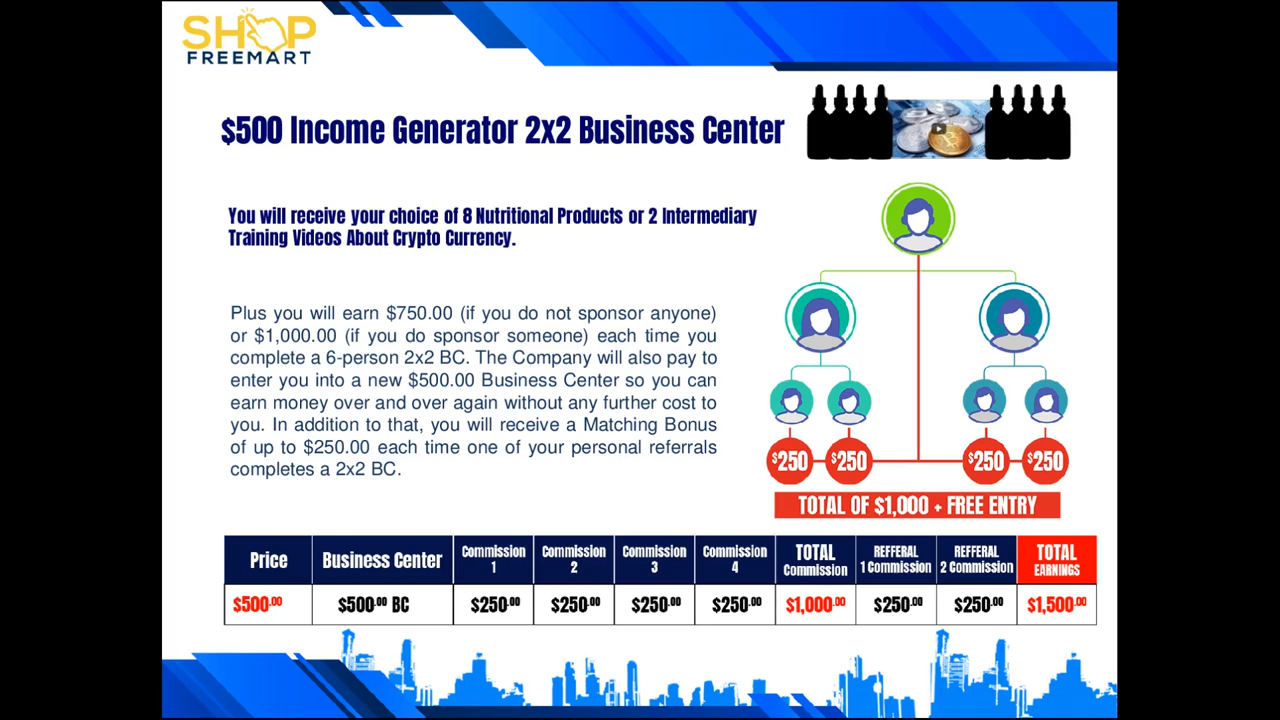 SHOP
FREEMART
$500 Income Generator 2x2 Business Center
You will receive your choice of 8 Nutritional Products or 2 Intermediary
Training Videos About Crypto Currency.
Plus you will earn $750.00 (if you do not sponsor anyone)
or $1,000.00 (if you do sponsor someone) each time you
complete a 6-person 2x2 BC. The Company will also pay to
enter you into a new $500.00 Business Center so you can
earn money over and over again without any further cost to
you. In addition to that, you will receive a Matching Bonus
of up to $250.00 each time one of your personal referrals
completes a 2x2 BC.
$250 $250 $250 $250
TOTAL OF $1,000 + FREE ENTRY
Price Business Center Commission 1 Commission 2 Commission 3 Commission 4 TOTAL Commission REFFERAL 1 Commission REFFERAL 2 Commission TOTAL EARNINGS
$500.00 $500.00 BC $250.00 $250.00 $250.00 $250.00 $1,000.00 $250.00 $250.00 $1,500.00